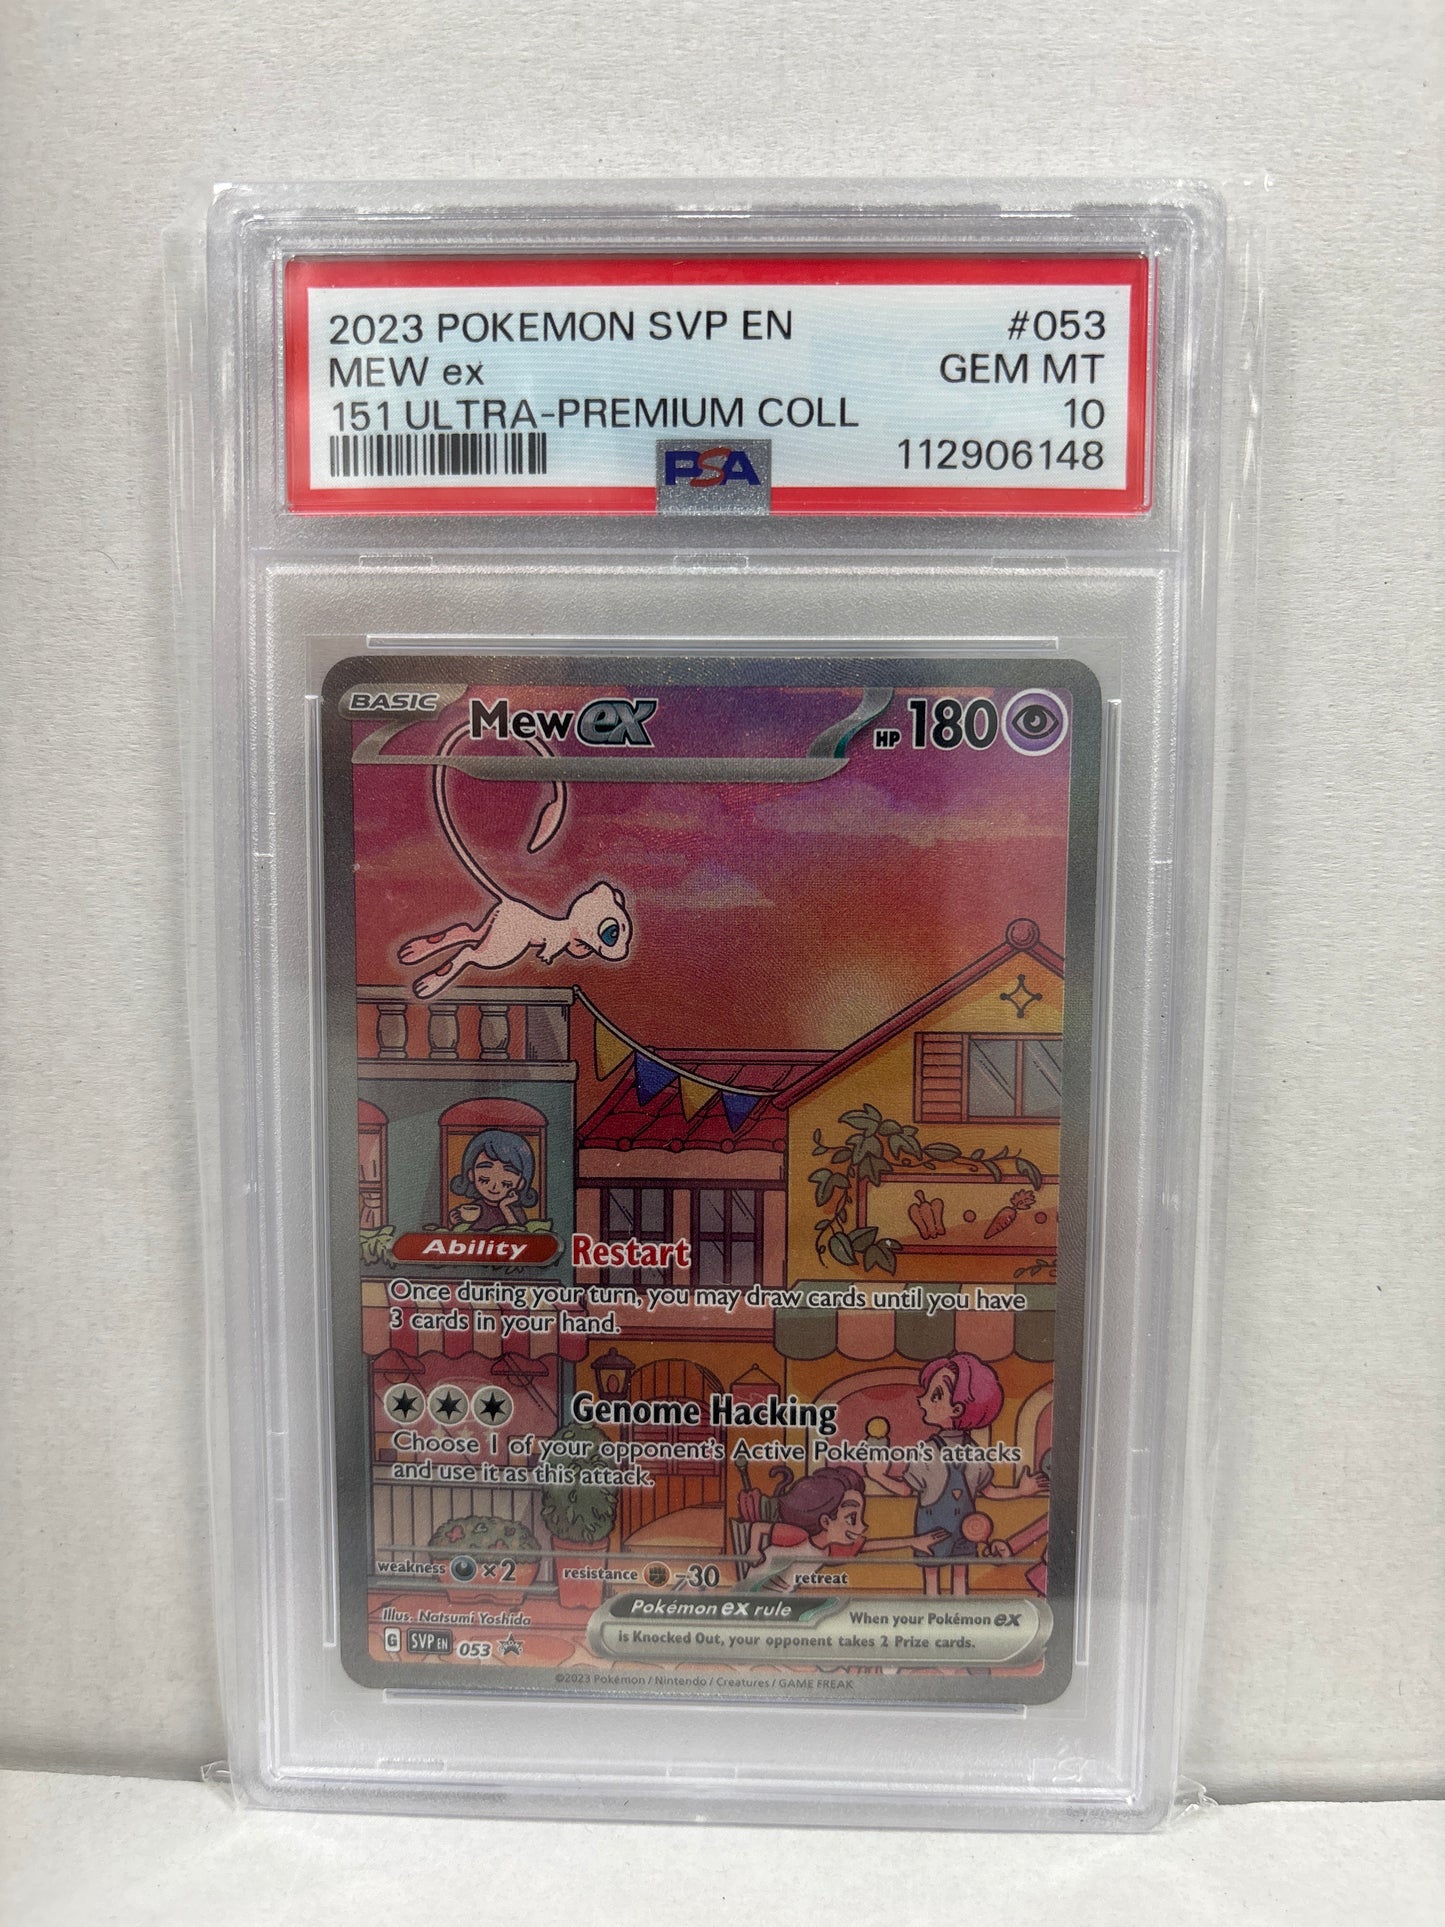 2023 POKEMON SVP EN #053
MEW ex GEM MT
151 ULTRA-PREMIUM COLL 10
PSA 112906148
BASIC Mew ex HP 180
Ability Restart
Once during your turn, you may draw cards until you have
3 cards in your hand.
Genome Hacking
Choose 1 of your opponent's Active Pokémon's attacks
and use it as this attack.
weakness ×2 resistance -30 retreat
Illus. Natsumi Yoshida
Pokémon ex rule When your Pokémon ex
is Knocked Out, your opponent takes 2 Prize cards.
G SVP EN 053
©2023 Pokémon / Nintendo / Creatures / GAME FREAK